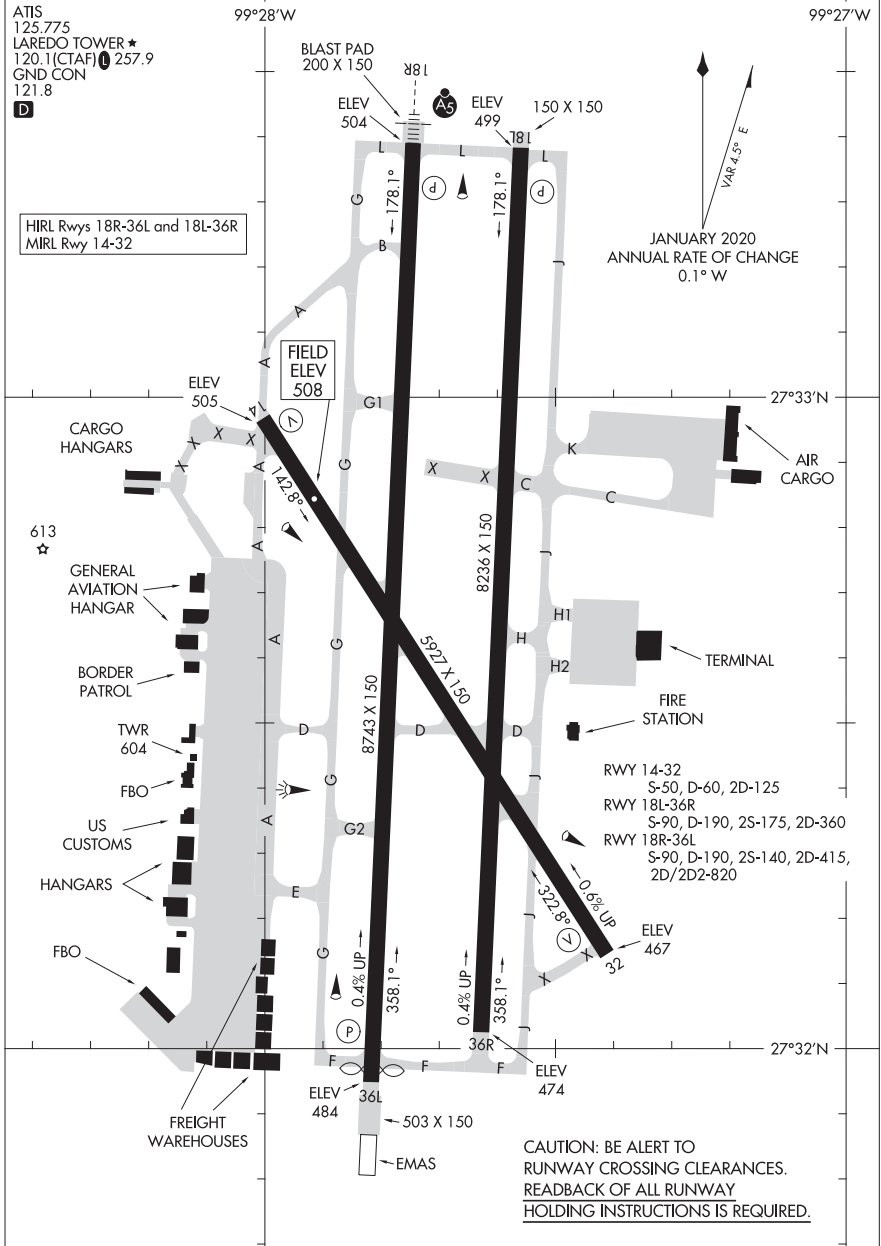 ATIS
125.775
LAREDO TOWER ★
120.1(CTAF) L 257.9
GND CON
121.8
D
99°28'W
99°27'W
BLAST PAD
200 X 150
18R
A5
ELEV
504
ELEV
499
150 X 150
18L
VAR 4.5° E
JANUARY 2020
ANNUAL RATE OF CHANGE
0.1° W
HIRL Rwys 18R-36L and 18L-36R
MIRL Rwy 14-32
L
L
L
G
178.1°
P
178.1°
P
B
J
A
A
FIELD
ELEV
508
ELEV
505
14
V
G1
27°33'N
CARGO
HANGARS
X
X
X
X
A
142.8°
G
X
X
C
K
C
AIR
CARGO
613
A
8236 X 150
J
GENERAL
AVIATION
HANGAR
A
G
5927 X 150
H1
H
H2
TERMINAL
BORDER
PATROL
8743 X 150
FIRE
STATION
TWR
604
D
D
D
FBO
G
J
RWY 14-32
S-50, D-60, 2D-125
RWY 18L-36R
S-90, D-190, 2S-175, 2D-360
RWY 18R-36L
S-90, D-190, 2S-140, 2D-415,
2D/2D2-820
US
CUSTOMS
A
G2
HANGARS
E
322.8°
0.6% UP
ELEV
467
32
V
J
X
X
FBO
G
0.4% UP
358.1°
0.4% UP
358.1°
P
J
36R
27°32'N
F
F
F
ELEV
484
36L
ELEV
474
FREIGHT
WAREHOUSES
503 X 150
EMAS
CAUTION: BE ALERT TO
RUNWAY CROSSING CLEARANCES.
READBACK OF ALL RUNWAY
HOLDING INSTRUCTIONS IS REQUIRED.